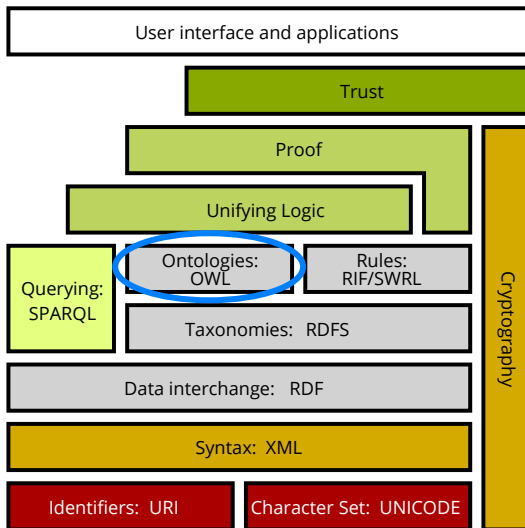 User interface and applications
Trust
Proof
Unifying Logic
Ontologies:
OWL
Rules:
RIF/SWRL
Querying:
SPARQL
Taxonomies: RDFS
Cryptography
Data interchange: RDF
Syntax: XML
Identifiers: URI
Character Set: UNICODE